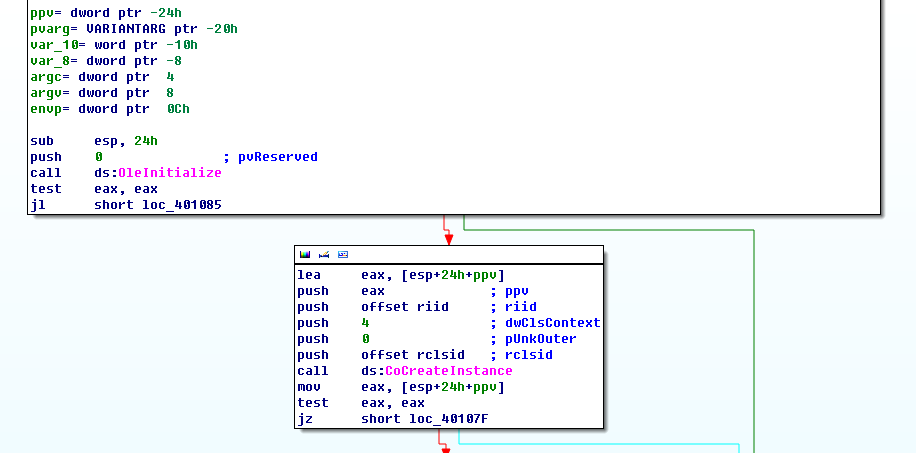 ppv= dword ptr -24h
pvarg= VARIANTARG ptr -20h
var_10= word ptr -10h
var_8= dword ptr -8
argc= dword ptr  4
argv= dword ptr  8
envp= dword ptr  0Ch
sub     esp, 24h
push    0               ; pvReserved
call    ds:OleInitialize
test    eax, eax
jl      short loc_401085
lea     eax, [esp+24h+ppv]
push    eax             ; ppv
push    offset riid     ; riid
push    4               ; dwClsContext
push    0               ; pUnkOuter
push    offset rclsid   ; rclsid
call    ds:CoCreateInstance
mov     eax, [esp+24h+ppv]
test    eax, eax
jz      short loc_40107F